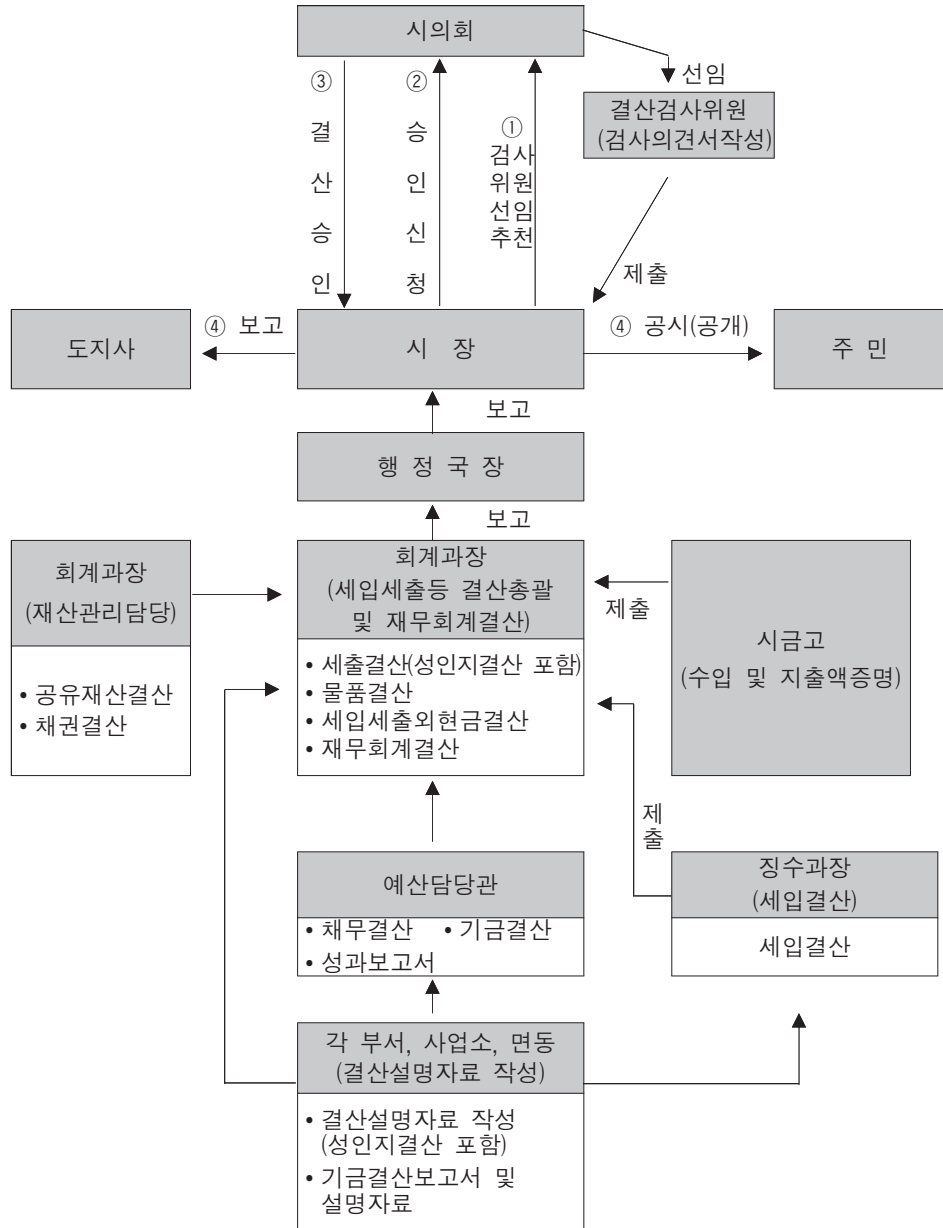 시의회
선임
결산검사위원
(검사의견서작성)
③ 결산승인
② 승인신청
①
검사
위원
선임
추천
제출
도지사
④ 보고
시 장
④ 공시(공개)
주 민
보고
행 정 국 장
보고
회계과장
(재산관리담당)
• 공유재산결산
• 채권결산
회계과장
(세입세출등 결산총괄
및 재무회계결산)
• 세출결산(성인지결산 포함)
• 물품결산
• 세입세출외현금결산
• 재무회계결산
제출
시금고
(수입 및 지출액증명)
제출
예산담당관
• 채무결산 • 기금결산
• 성과보고서
징수과장
(세입결산)
세입결산
각 부서, 사업소, 면동
(결산설명자료 작성)
• 결산설명자료 작성
(성인지결산 포함)
• 기금결산보고서 및
설명자료